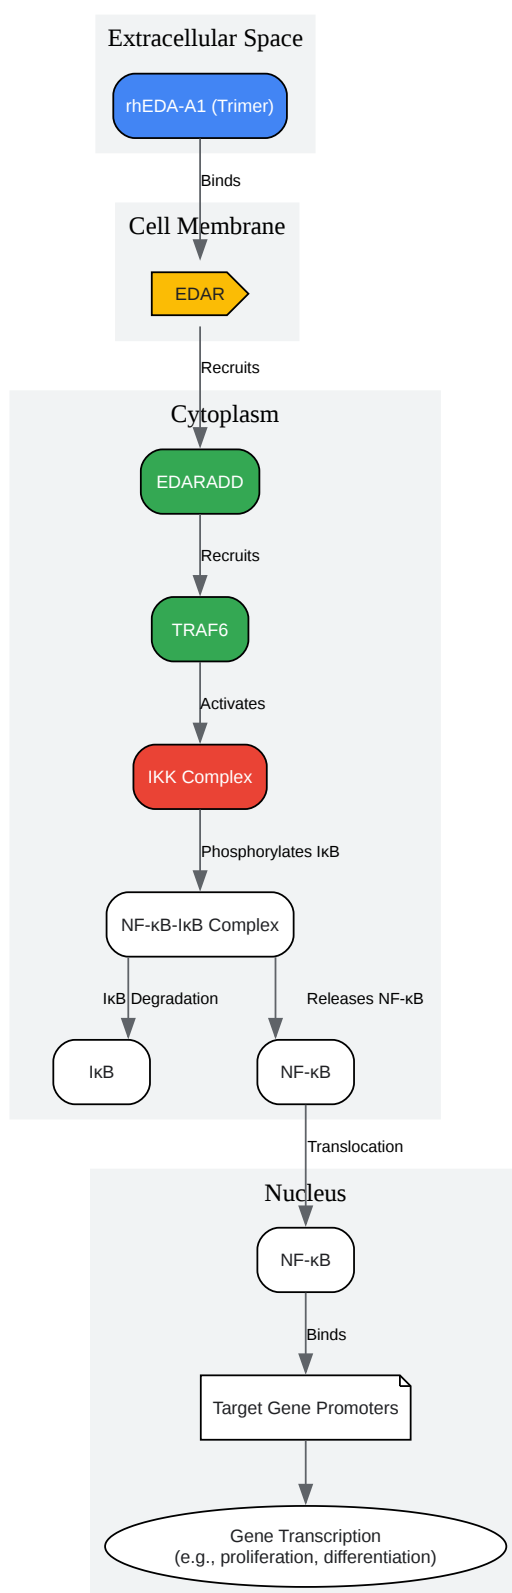 Extracellular Space
rhEDA-A1 (Trimer)
Binds
Cell Membrane
EDAR
Recruits
Cytoplasm
EDARADD
Recruits
TRAF6
Activates
IKK Complex
Phosphorylates IκB
NF-κB-IκB Complex
IκB Degradation
Releases NF-κB
IκB
NF-κB
Translocation
Nucleus
NF-κB
Binds
Target Gene Promoters
Gene Transcription
(e.g., proliferation, differentiation)